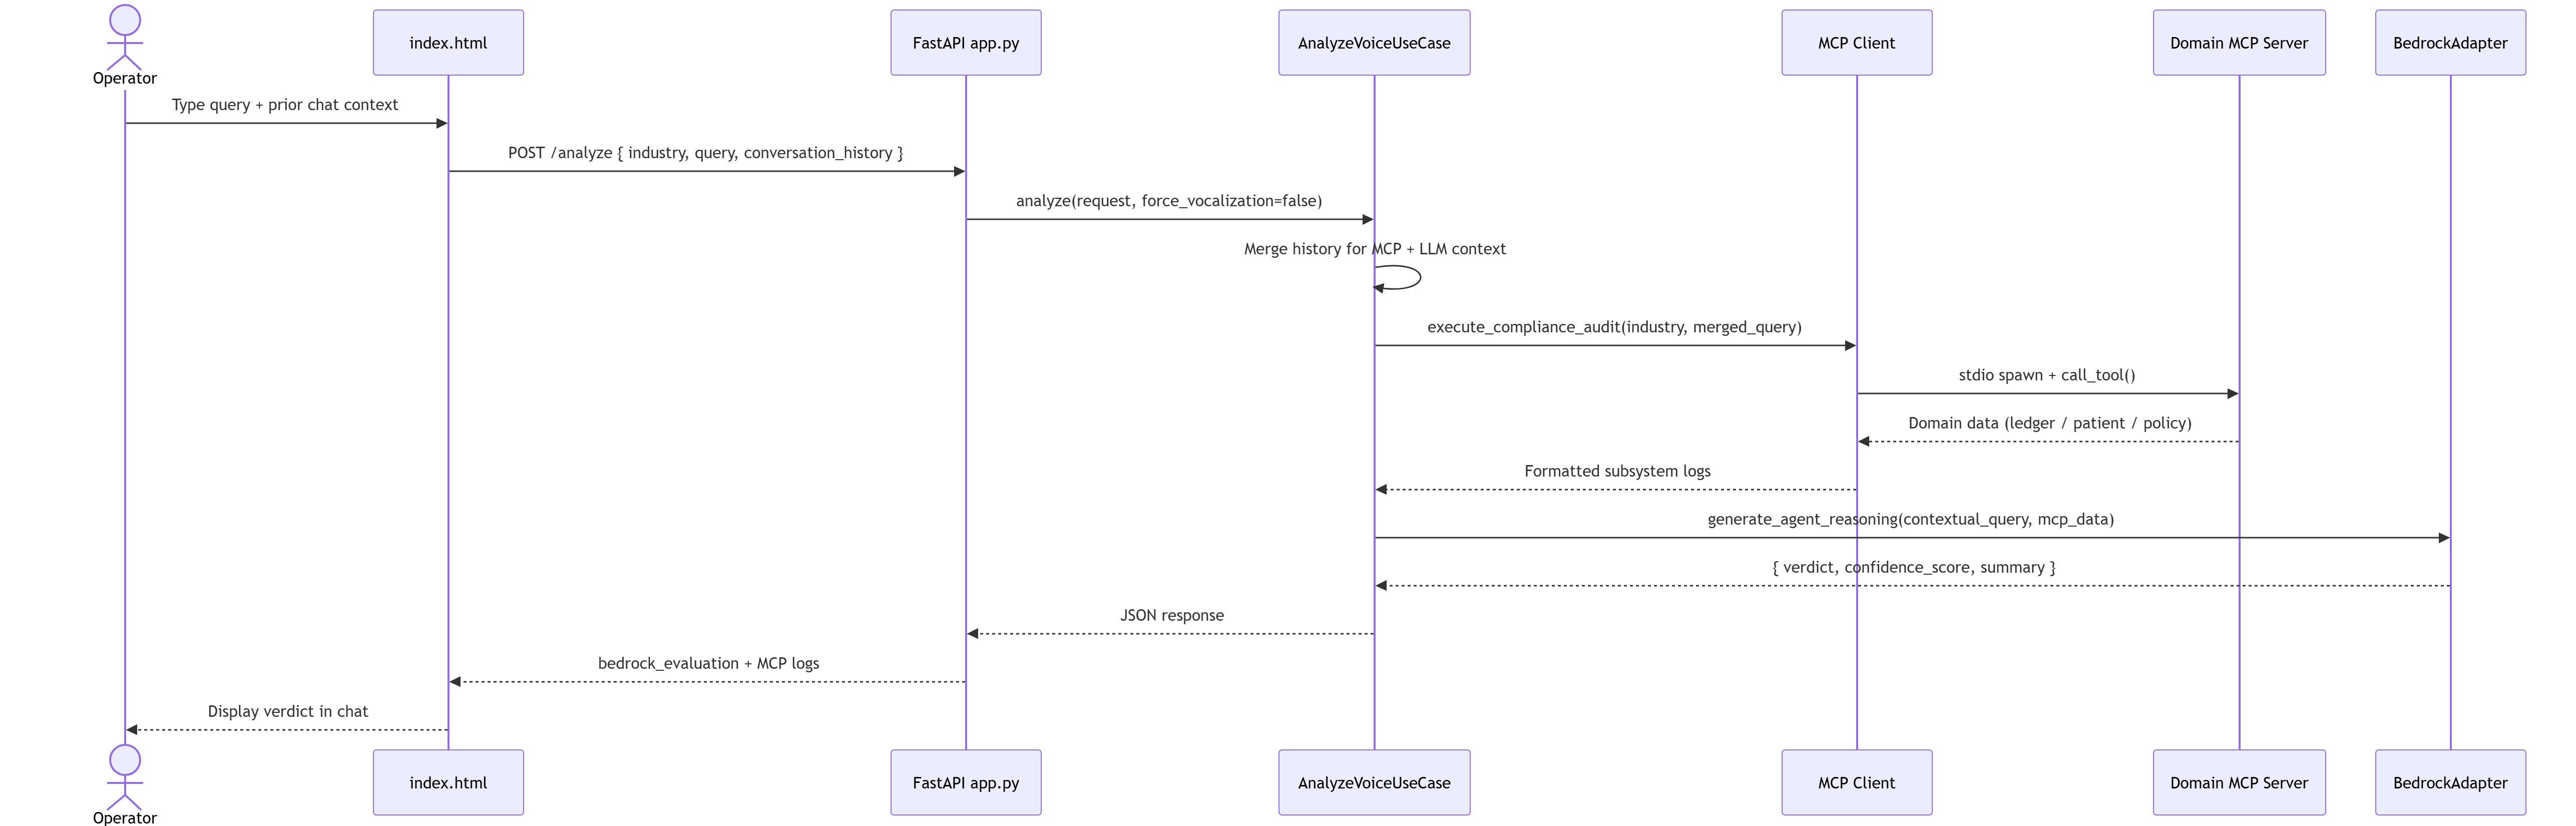 Operator
index.html
FastAPI app.py
AnalyzeVoiceUseCase
MCP Client
Domain MCP Server
BedrockAdapter
Type query + prior chat context
POST /analyze { industry, query, conversation_history }
analyze(request, force_vocalization=false)
Merge history for MCP + LLM context
execute_compliance_audit(industry, merged_query)
stdio spawn + call_tool()
Domain data (ledger / patient / policy)
Formatted subsystem logs
generate_agent_reasoning(contextual_query, mcp_data)
{ verdict, confidence_score, summary }
JSON response
bedrock_evaluation + MCP logs
Display verdict in chat
Operator
index.html
FastAPI app.py
AnalyzeVoiceUseCase
MCP Client
Domain MCP Server
BedrockAdapter